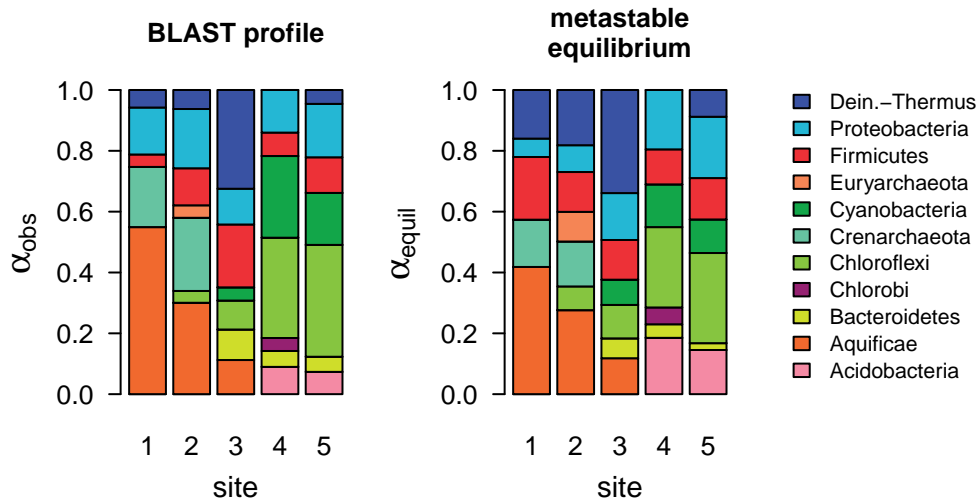 BLAST profile
metastable
equilibrium
αobs
1.0
0.8
0.6
0.4
0.2
0.0
1 2 3 4 5
site
αequil
1.0
0.8
0.6
0.4
0.2
0.0
1 2 3 4 5
site
Dein.−Thermus
Proteobacteria
Firmicutes
Euryarchaeota
Cyanobacteria
Crenarchaeota
Chloroflexi
Chlorobi
Bacteroidetes
Aquificae
Acidobacteria